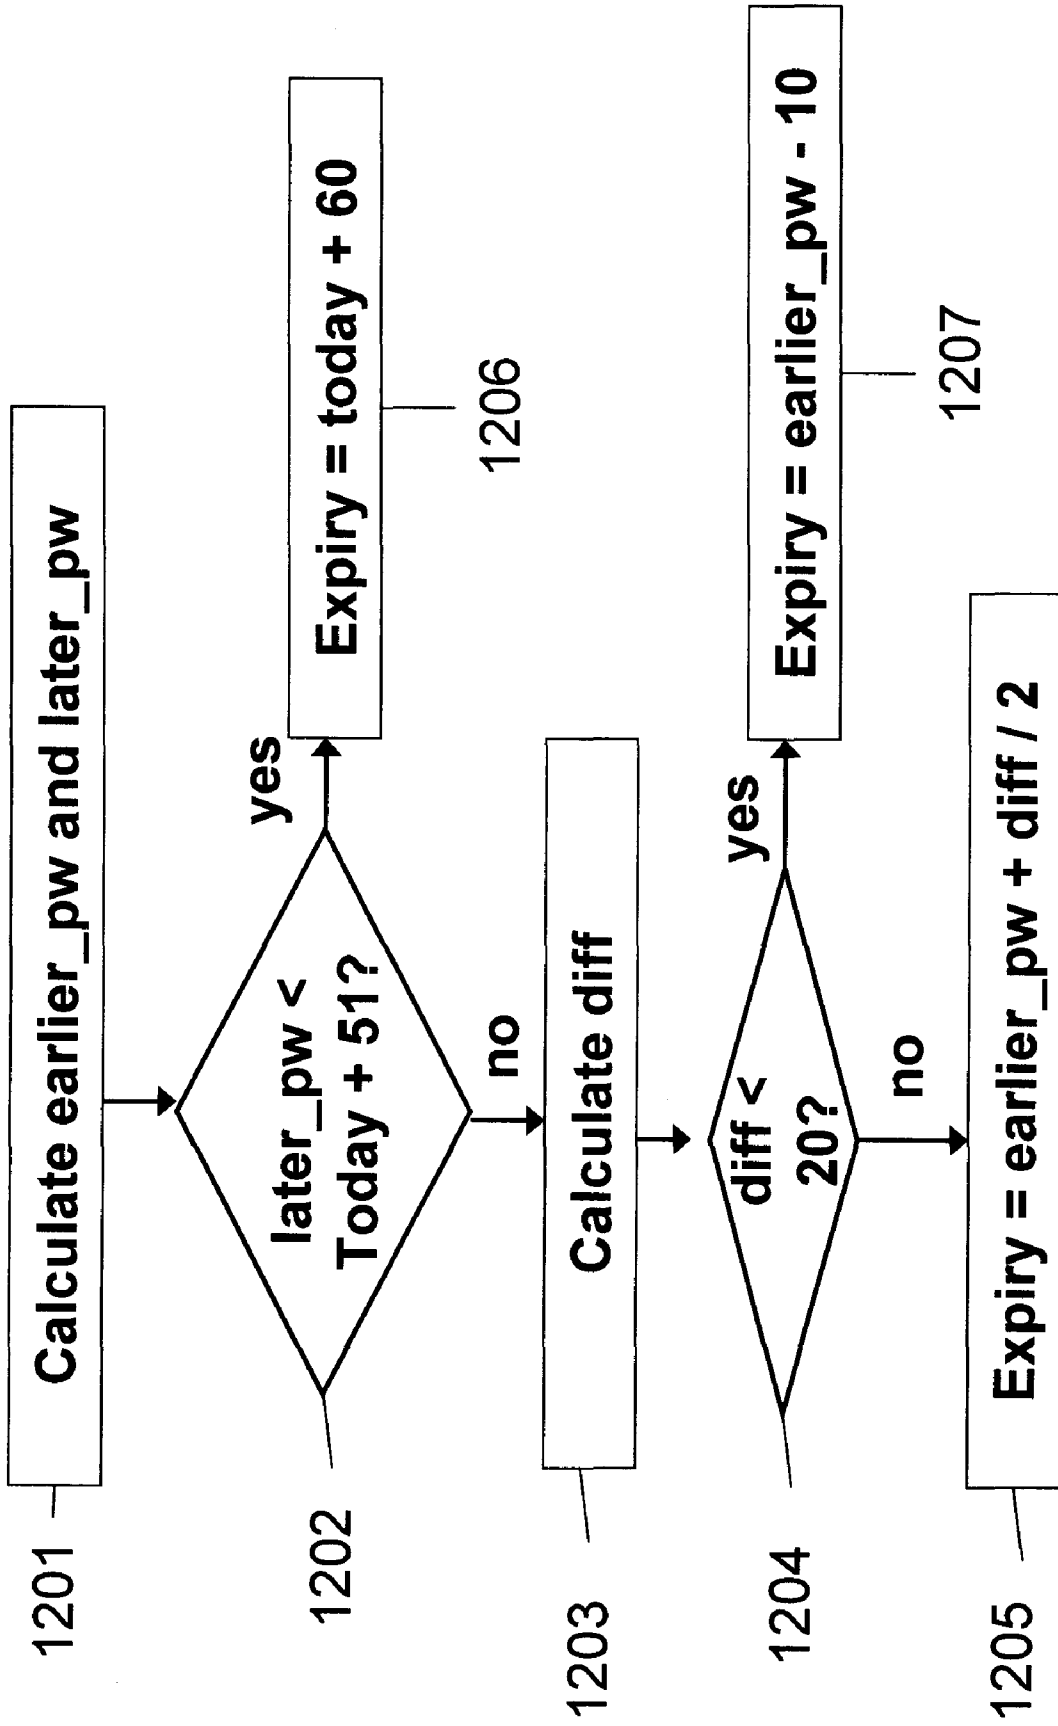 1201
Calculate earlier_pw and later_pw
1202
later_pw <
Today + 51?
yes
Expiry = today + 60
1206
no
1203
Calculate diff
1204
diff <
20?
yes
Expiry = earlier_pw - 10
1207
no
1205
Expiry = earlier_pw + diff / 2